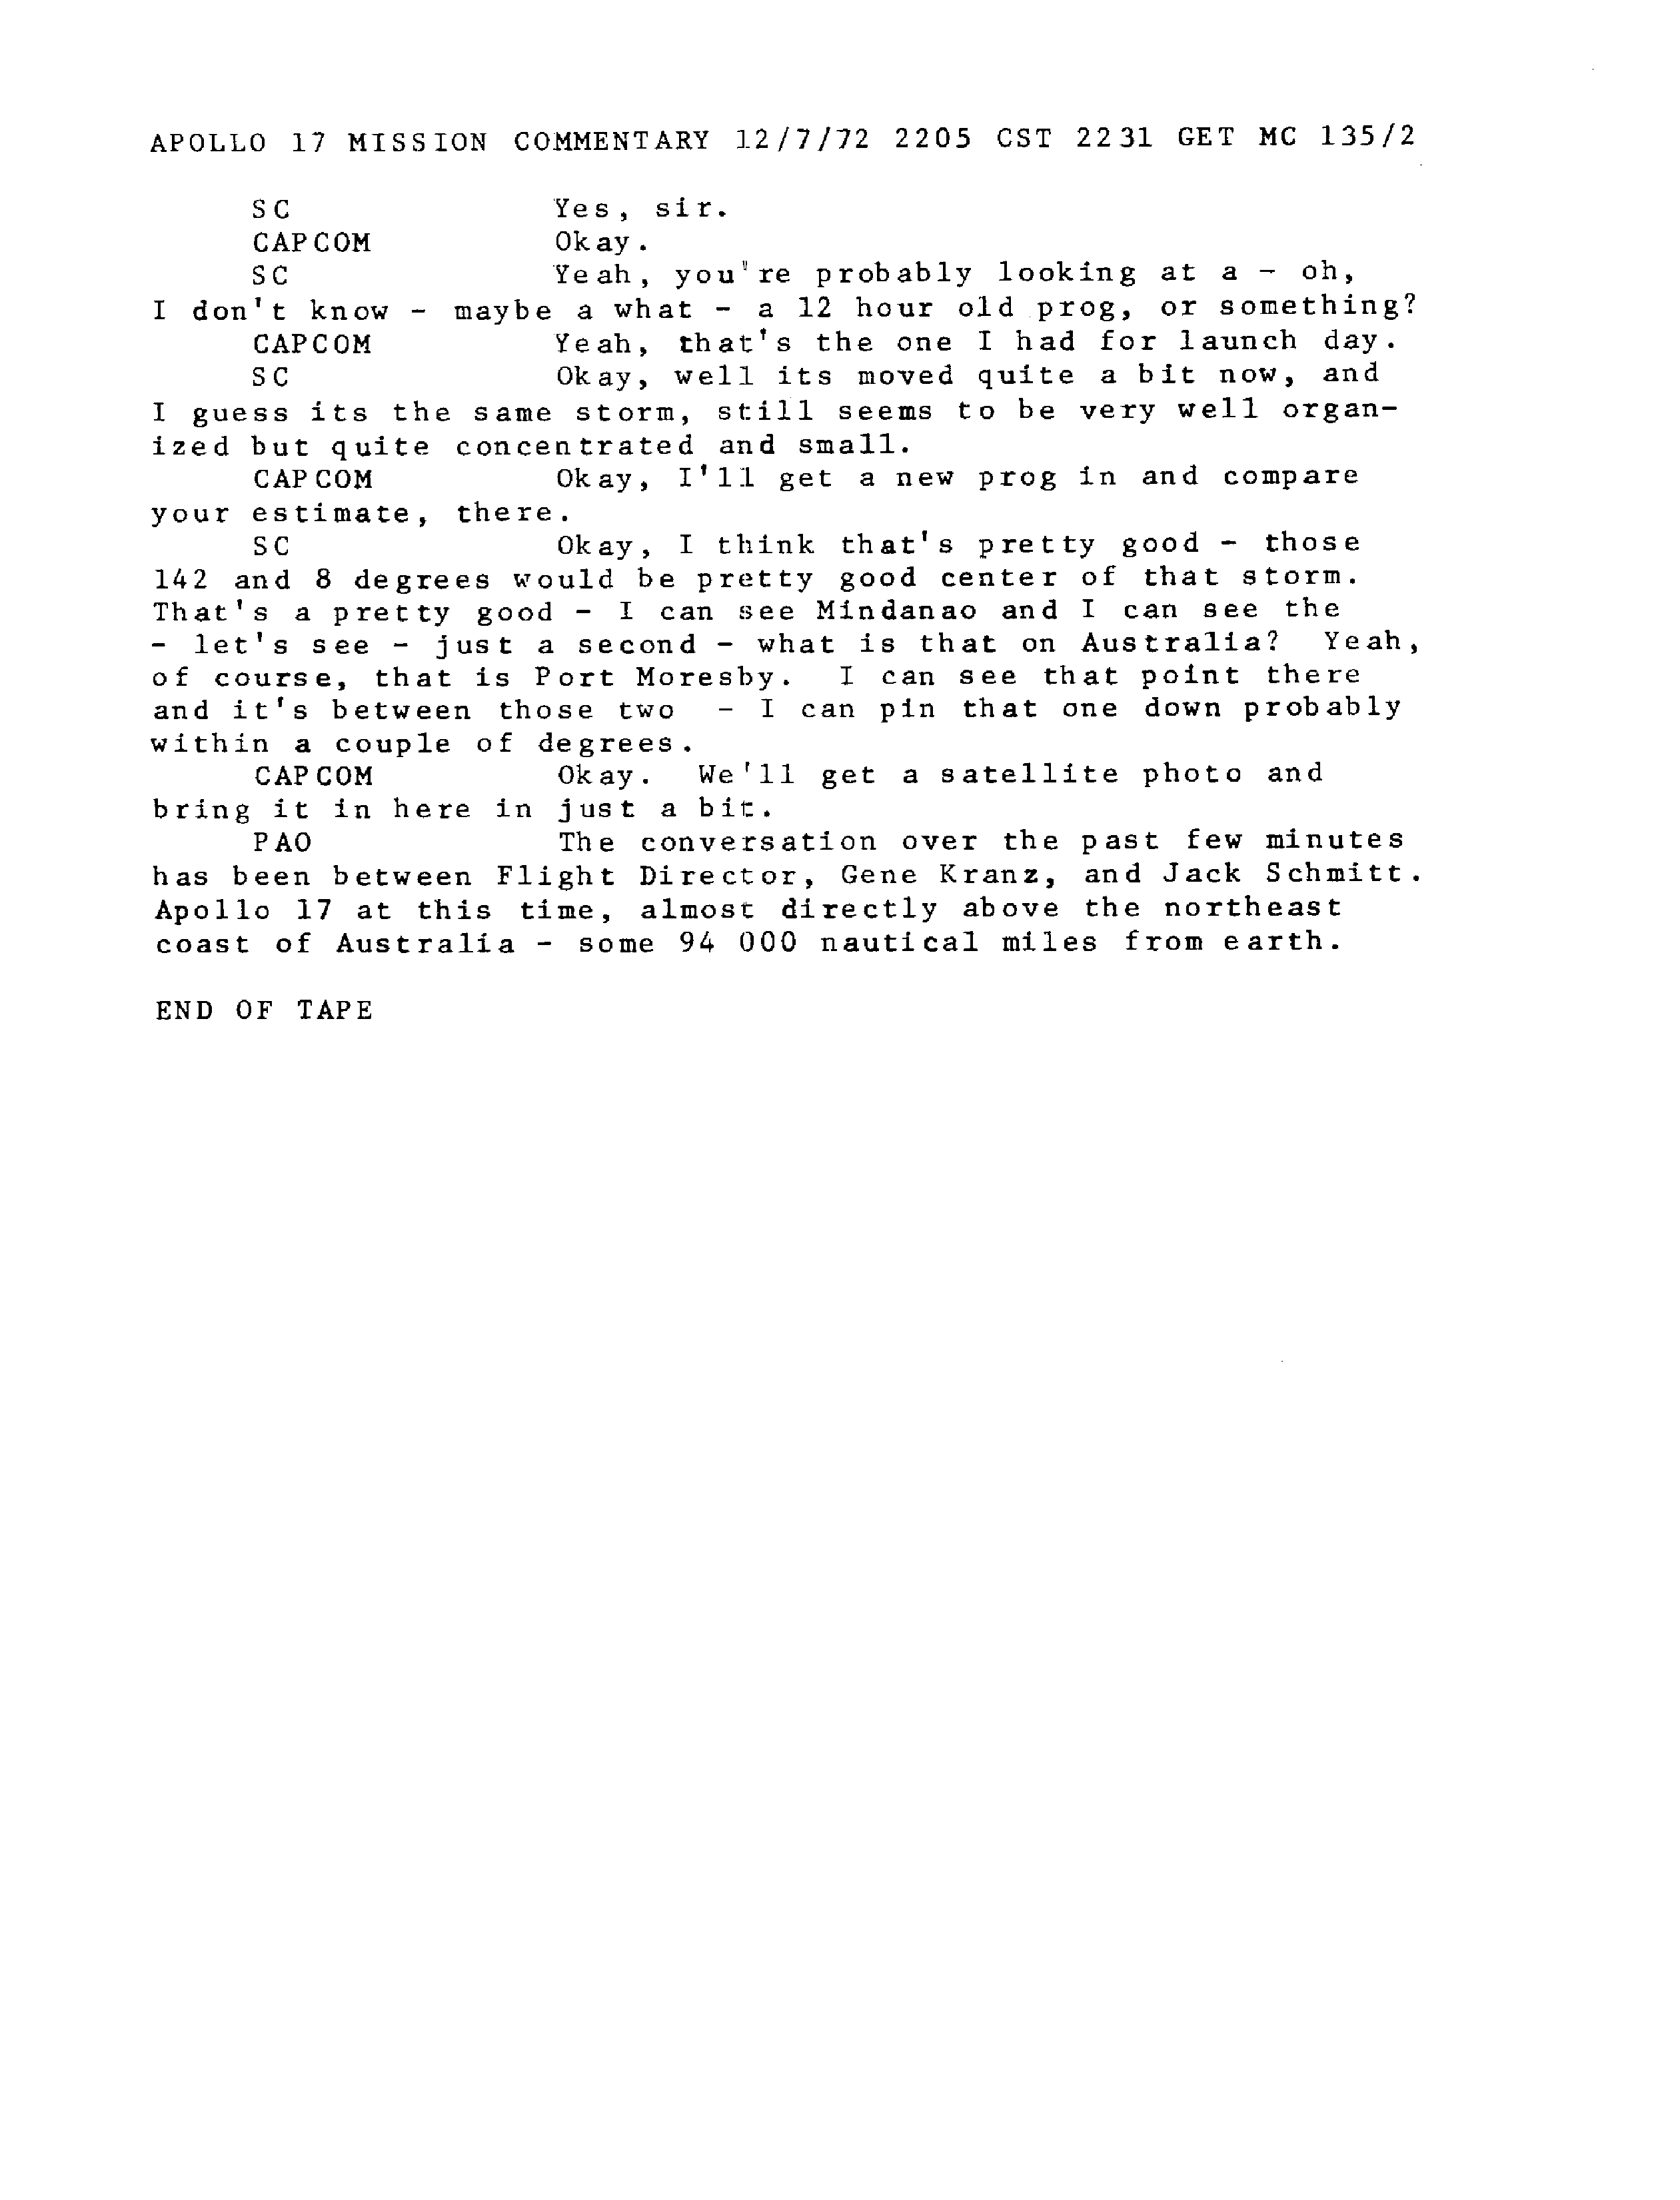 APOLLO 17 MISSION COMMENTARY 12/7/72 2205 CST 2231 GET MC 135/2
SC Yes, sir.
CAPCOM Okay.
SC Yeah, you're probably looking at a - oh,
I don't know - maybe a what - a 12 hour old prog, or something?
CAPCOM Yeah, that's the one I had for launch day.
SC Okay, well its moved quite a bit now, and
I guess its the same storm, still seems to be very well organ-
ized but quite concentrated and small.
CAPCOM Okay, I'll get a new prog in and compare
your estimate, there.
SC Okay, I think that's pretty good - those
142 and 8 degrees would be pretty good center of that storm.
That's a pretty good - I can see Mindanao and I can see the
- let's see - just a second - what is that on Australia? Yeah,
of course, that is Port Moresby. I can see that point there
and it's between those two - I can pin that one down probably
within a couple of degrees.
CAPCOM Okay. We'll get a satellite photo and
bring it in here in just a bit.
PAO The conversation over the past few minutes
has been between Flight Director, Gene Kranz, and Jack Schmitt.
Apollo 17 at this time, almost directly above the northeast
coast of Australia - some 94 000 nautical miles from earth.
END OF TAPE